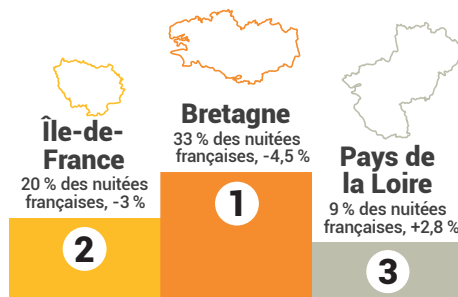 Île-de-
France
20 % des nuitées
françaises, -3 %
2
Bretagne
33 % des nuitées
françaises, -4,5 %
1
Pays de
la Loire
9 % des nuitées
françaises, +2,8 %
3